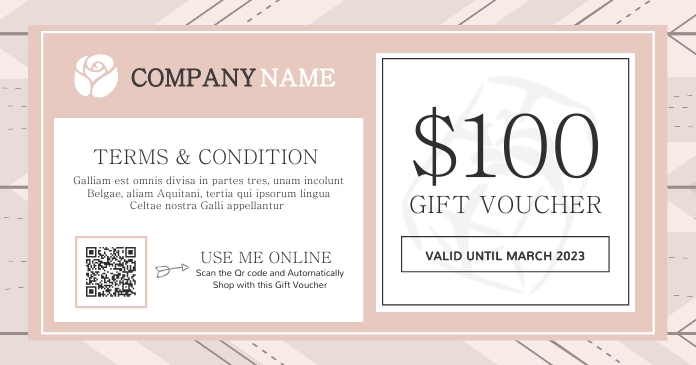 COMPANY NAME
TERMS & CONDITION
Galliam est omnis divisa in partes tres, unam incolunt
Belgae, aliam Aquitani, tertia qui ipsorum lingua
Celtae nostra Galli appellantur
USE ME ONLINE
Scan the Qr code and Automatically
Shop with this Gift Voucher
$100
GIFT VOUCHER
VALID UNTIL MARCH 2023